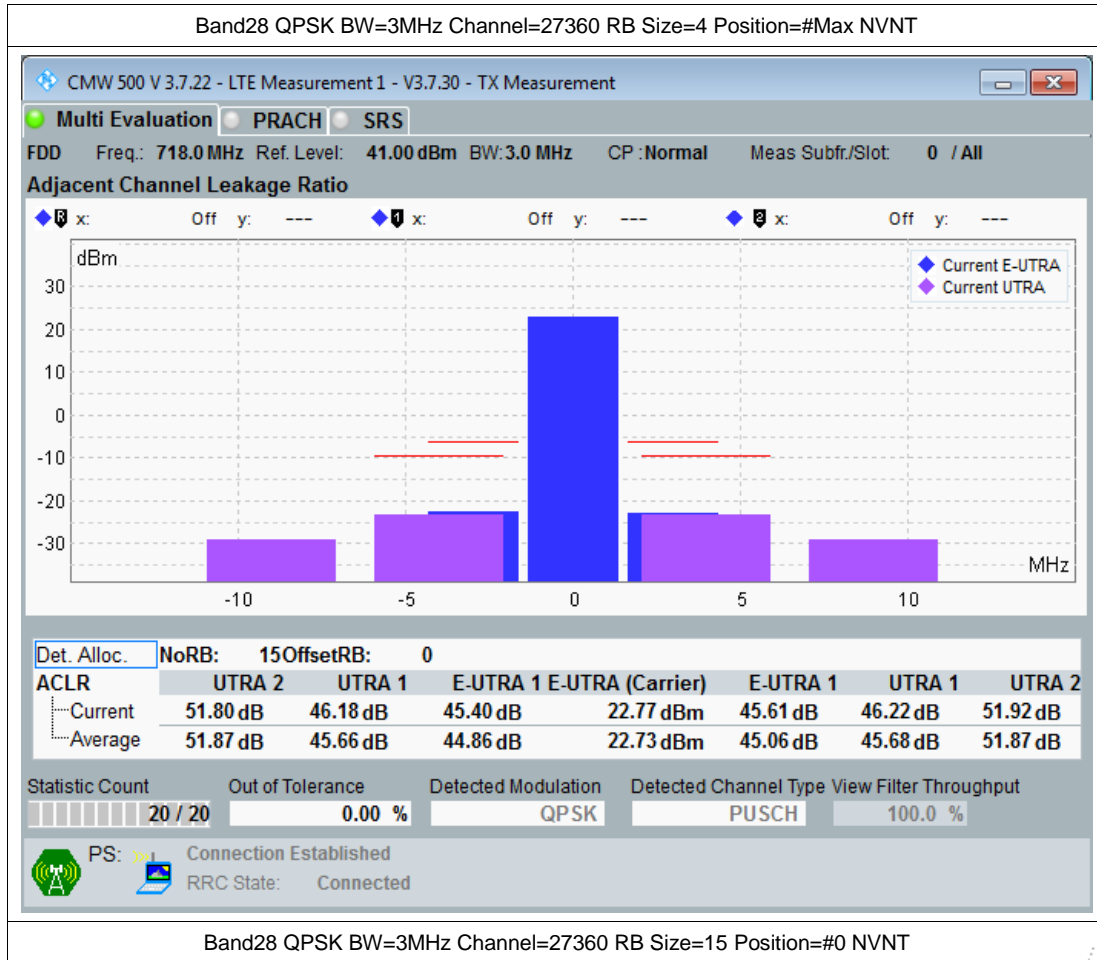 Band28 QPSK BW=3MHz Channel=27360 RB Size=4 Position=#Max NVNT
CMW 500 V 3.7.22 - LTE Measurement 1 - V3.7.30 - TX Measurement
Multi Evaluation PRACH SRS
FDD Freq.: 718.0 MHz Ref. Level: 41.00 dBm BW: 3.0 MHz CP : Normal Meas Subfr./Slot: 0 / All
Adjacent Channel Leakage Ratio
R x: Off y: --- 1 x: Off y: --- 2 x: Off y: ---
dBm
Current E-UTRA
Current UTRA
30
20
10
0
-10
-20
-30
MHz
-10 -5 0 5 10
Det. Alloc. NoRB: 15 OffsetRB: 0
ACLR UTRA 2 UTRA 1 E-UTRA 1 E-UTRA (Carrier) E-UTRA 1 UTRA 1 UTRA 2
Current 51.80 dB 46.18 dB 45.40 dB 22.77 dBm 45.61 dB 46.22 dB 51.92 dB
Average 51.87 dB 45.66 dB 44.86 dB 22.73 dBm 45.06 dB 45.68 dB 51.87 dB
Statistic Count Out of Tolerance Detected Modulation Detected Channel Type View Filter Throughput
20 / 20 0.00 % QPSK PUSCH 100.0 %
PS: Connection Established
RRC State: Connected
Band28 QPSK BW=3MHz Channel=27360 RB Size=15 Position=#0 NVNT